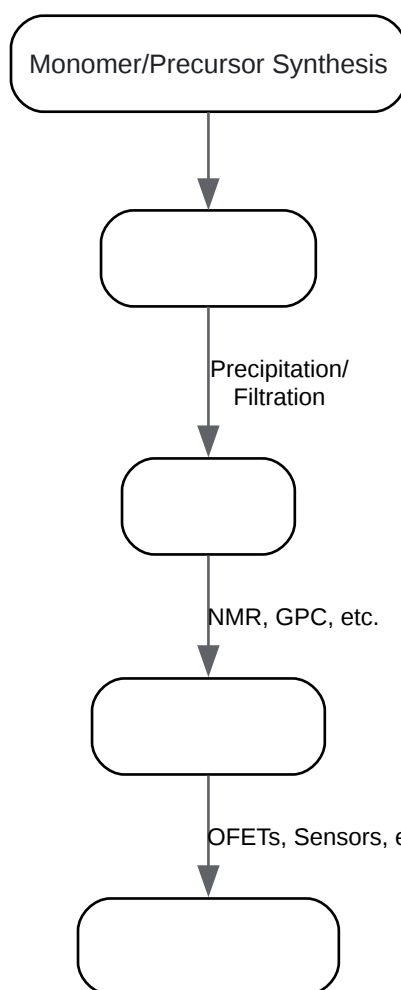 Monomer/Precursor Synthesis
Precipitation/
Filtration
NMR, GPC, etc.
OFETs, Sensors, e